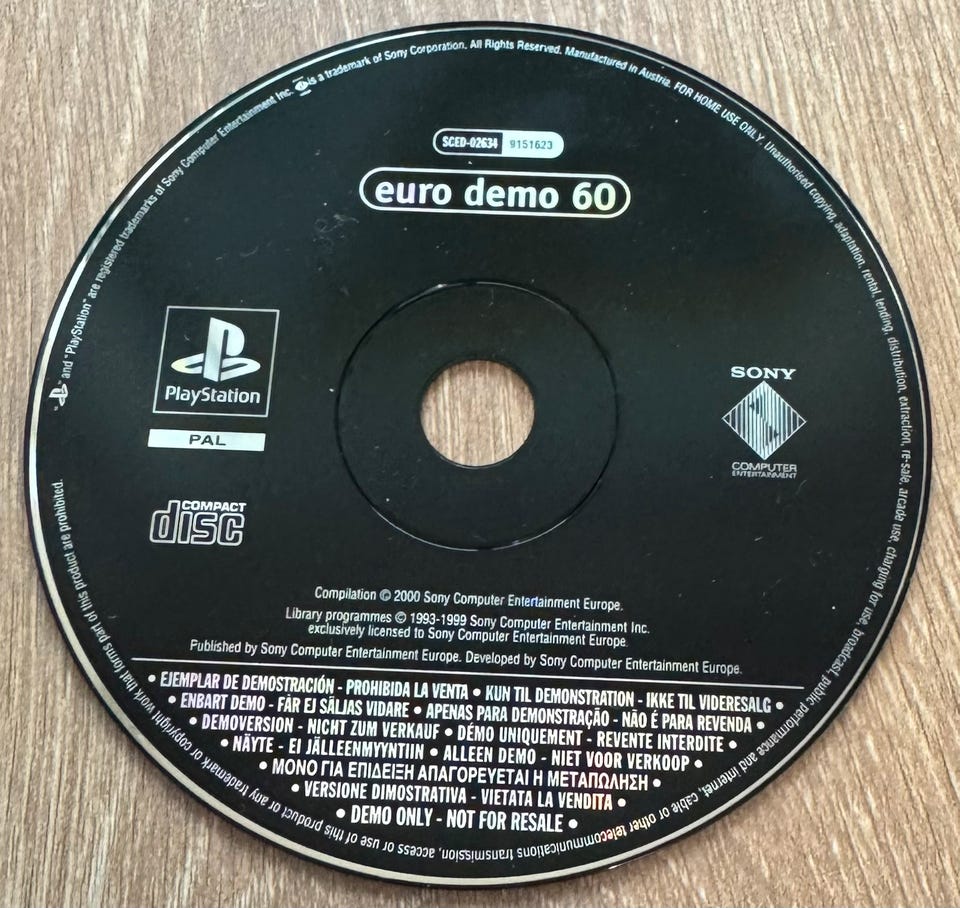 " and "PlayStation" are registered trademarks of Sony Computer Entertainment Inc. is a trademark of Sony Corporation. All Rights Reserved. Manufactured in Austria. FOR HOME USE ONLY. Unauthorised copying, adaptation, rental, lending, distribution, extraction, re-sale, arcade use, charging for use, broadcast, public performance and internet, cable or other telecommunications transmission, access, or use of this product or any trademark or copyright work that forms part of this product are prohibited.
SCED-02634 9151623
euro demo 60
PlayStation
PAL
COMPACT
disc
SONY
COMPUTER
ENTERTAINMENT
Compilation © 2000 Sony Computer Entertainment Europe.
Library programmes © 1993-1999 Sony Computer Entertainment Inc.
exclusively licensed to Sony Computer Entertainment Europe.
Published by Sony Computer Entertainment Europe. Developed by Sony Computer Entertainment Europe.
• EJEMPLAR DE DEMOSTRACIÓN - PROHIBIDA LA VENTA • KUN TIL DEMONSTRATION - IKKE TIL VIDERESALG •
• ENBART DEMO - FÅR EJ SÄLJAS VIDARE • APENAS PARA DEMONSTRAÇÃO - NÃO É PARA REVENDA •
• DEMOVERSION - NICHT ZUM VERKAUF • DÉMO UNIQUEMENT - REVENTE INTERDITE •
• NÄYTE - EI JÄLLEENMYYNTIIN • ALLEEN DEMO - NIET VOOR VERKOOP •
• ΜΟΝΟ ΓΙΑ ΕΠΙΔΕΙΞΗ ΑΠΑΓΟΡΕΥΕΤΑΙ Η ΜΕΤΑΠΩΛΗΣΗ •
• VERSIONE DIMOSTRATIVA - VIETATA LA VENDITA •
• DEMO ONLY - NOT FOR RESALE •